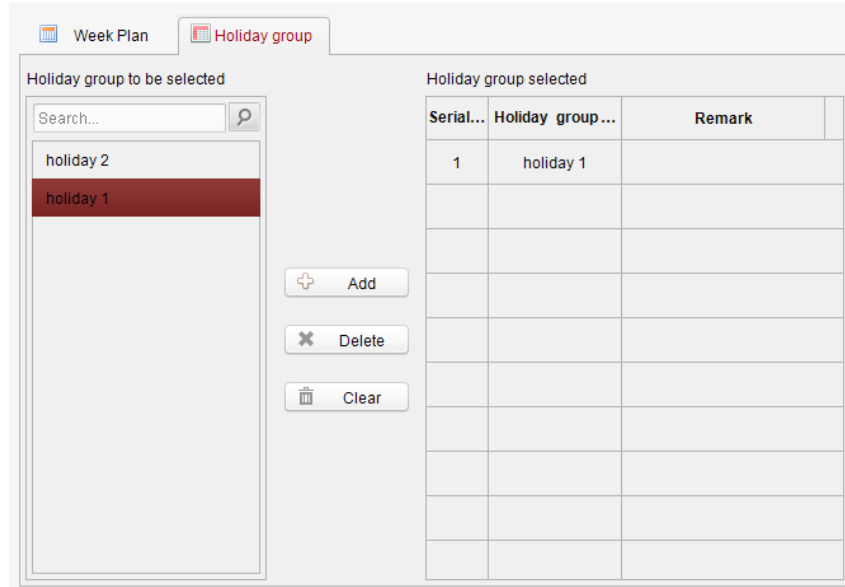 Week Plan
Holiday group
Holiday group to be selected
Search...
holiday 2
holiday 1
Add
Delete
Clear
Holiday group selected
Serial... Holiday group... Remark
1 holiday 1